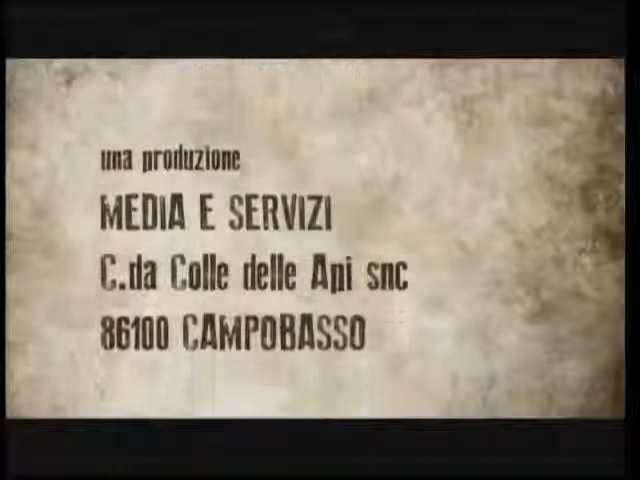 una produzione
MEDIA E SERVIZI
C.da Colle delle Api snc
86100 CAMPOBASSO